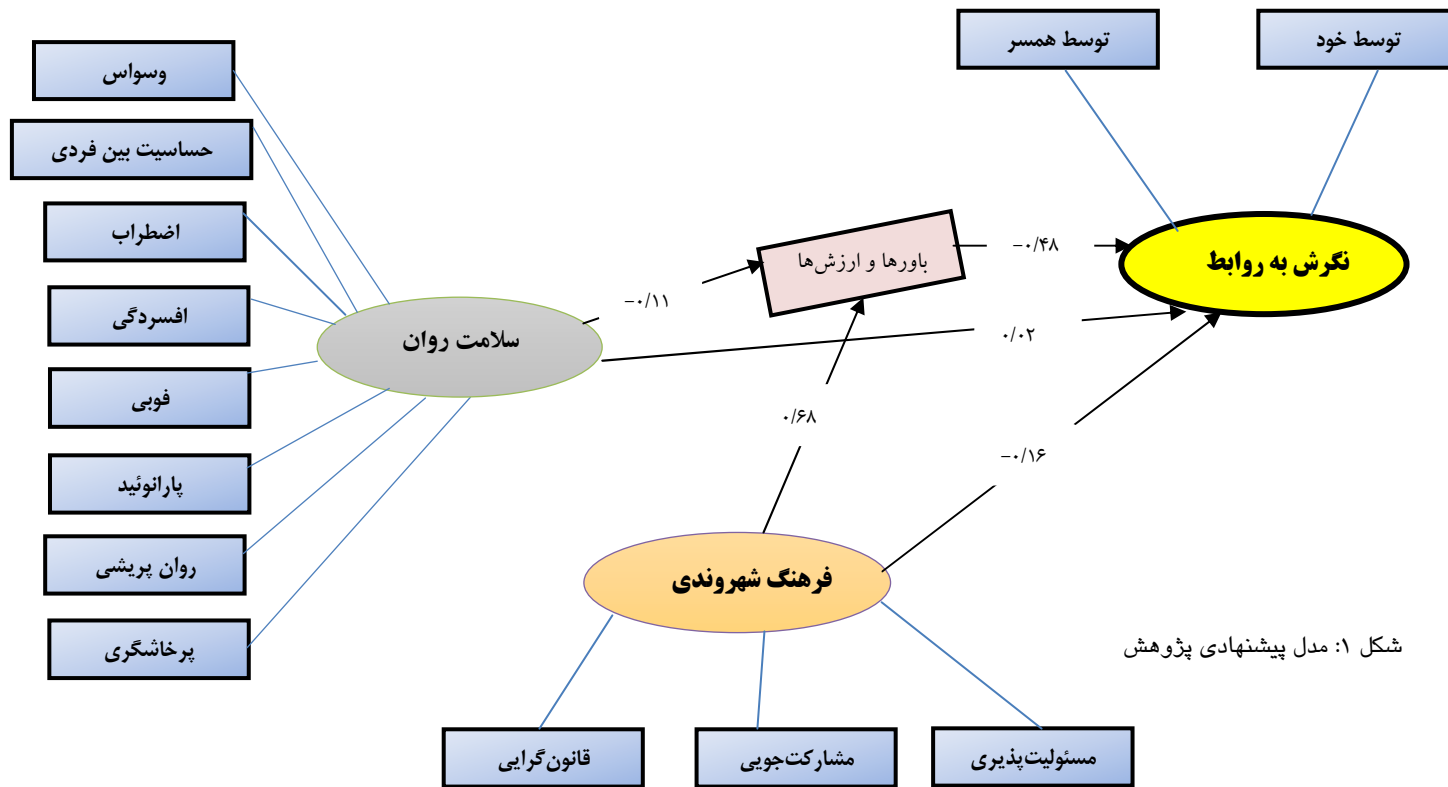 توسط خود
توسط همسر
وسواس
حساسیت بین فردی
اضطراب
افسردگی
فوبی
پارانوئید
روان پریشی
پرخاشگری
سلامت روان
باورها و ارزش‌ها
نگرش به روابط
-۰/۴۸
-۰/۱۱
۰/۰۲
۰/۶۸
-۰/۱۶
فرهنگ شهروندی
مسئولیت‌پذیری
مشارکت‌جویی
قانون‌گرایی
شکل ۱: مدل پیشنهادی پژوهش